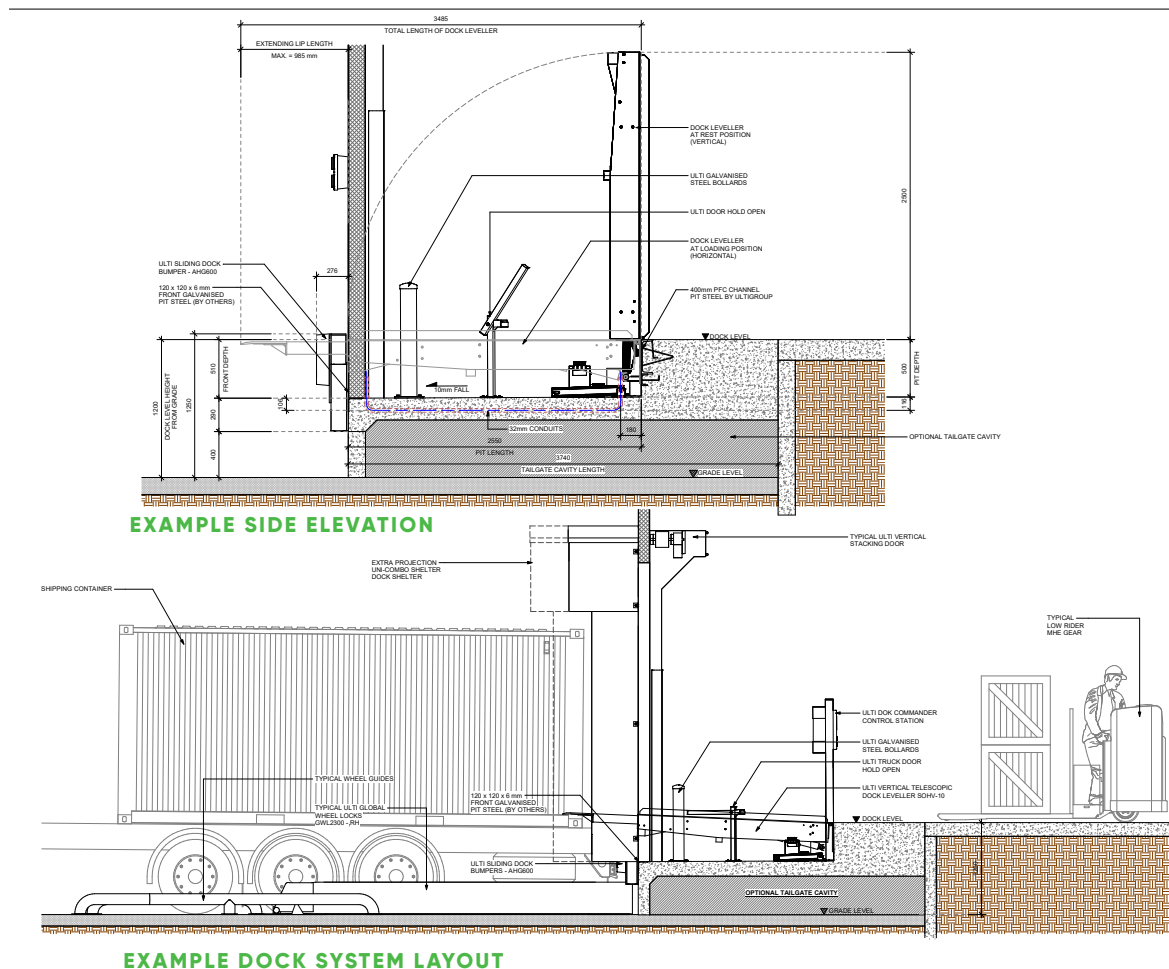 3485
TOTAL LENGTH OF DOCK LEVELLER
EXTENDING LIP LENGTH
MAX. = 985 mm
DOCK LEVELLER
AT REST POSITION
(VERTICAL)
ULTI GALVANISED
STEEL BOLLARDS
2500
ULTI DOOR HOLD OPEN
DOCK LEVELLER
AT LOADING POSITION
(HORIZONTAL)
ULTI SLIDING DOCK
BUMPER - AHG600
276
120 x 120 x 6 mm
FRONT GALVANISED
PIT STEEL (BY OTHERS)
400mm PFC CHANNEL
PIT STEEL BY ULTIGROUP
DOCK LEVEL
1200
DOCK LEVEL HEIGHT
FROM GRADE
1250
510
FRONT DEPTH
290
400
106
10mm FALL
500
PIT DEPTH
116
32mm CONDUITS
180
2550
PIT LENGTH
OPTIONAL TAILGATE CAVITY
3740
TAILGATE CAVITY LENGTH
GRADE LEVEL
EXAMPLE SIDE ELEVATION
TYPICAL ULTI VERTICAL
STACKING DOOR
EXTRA PROJECTION
UNI-COMBO SHELTER
DOCK SHELTER
SHIPPING CONTAINER
TYPICAL
LOW RIDER
MHE GEAR
ULTI DOK COMMANDER
CONTROL STATION
ULTI GALVANISED
STEEL BOLLARDS
ULTI TRUCK DOOR
HOLD OPEN
TYPICAL WHEEL GUIDES
120 x 120 x 6 mm
FRONT GALVANISED
PIT STEEL (BY OTHERS)
ULTI VERTICAL TELESCOPIC
DOCK LEVELLER SOHV-10
TYPICAL ULTI GLOBAL
WHEEL LOCKS
GWL2300 - RH
DOCK LEVEL
ULTI SLIDING DOCK
BUMPERS - AHG600
OPTIONAL TAILGATE CAVITY
GRADE LEVEL
EXAMPLE DOCK SYSTEM LAYOUT